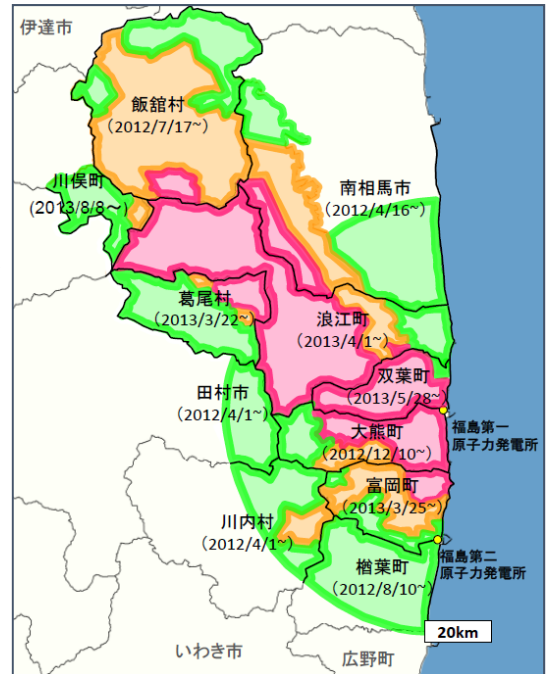 伊達市
飯舘村
（2012/7/17~）
川俣町
(2013/8/8～)
南相馬市
（2012/4/16~）
葛尾村
（2013/3/22~）
浪江町
（2013/4/1~）
双葉町
（2013/5/28~）
田村市
（2012/4/1~）
福島第一
原子力発電所
大熊町
（2012/12/10~）
富岡町
（2013/3/25~）
川内村
（2012/4/1~）
福島第二
原子力発電所
楢葉町
（2012/8/10~）
20km
いわき市
広野町